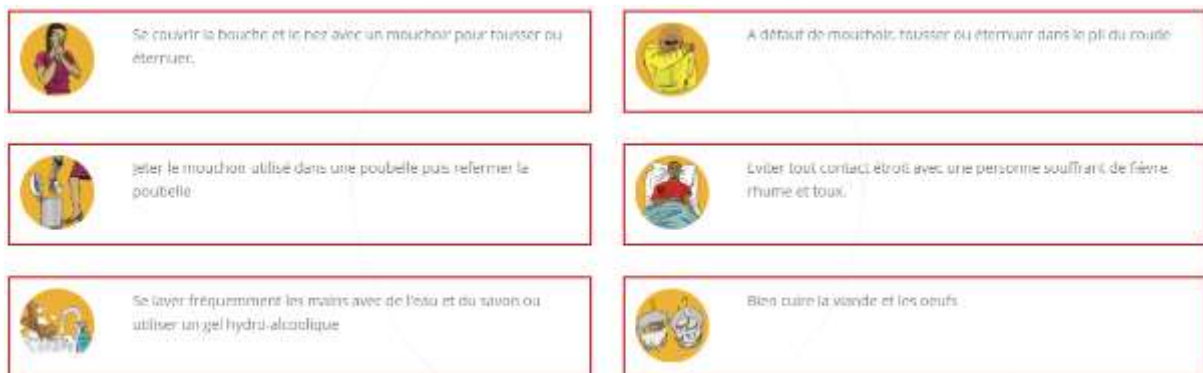 Se couvrir la bouche et le nez avec un mouchoir pour tousser ou
éternuer.
A défaut de mouchoir, tousser ou éternuer dans le pli du coude
Jeter le mouchoir utilisé dans une poubelle puis refermer la
poubelle
Eviter tout contact étroit avec une personne souffrant de fièvre
rhume et toux.
Se laver fréquemment les mains avec de l'eau et du savon ou
utiliser un gel hydro-alcoolique
Bien cuire la viande et les oeufs